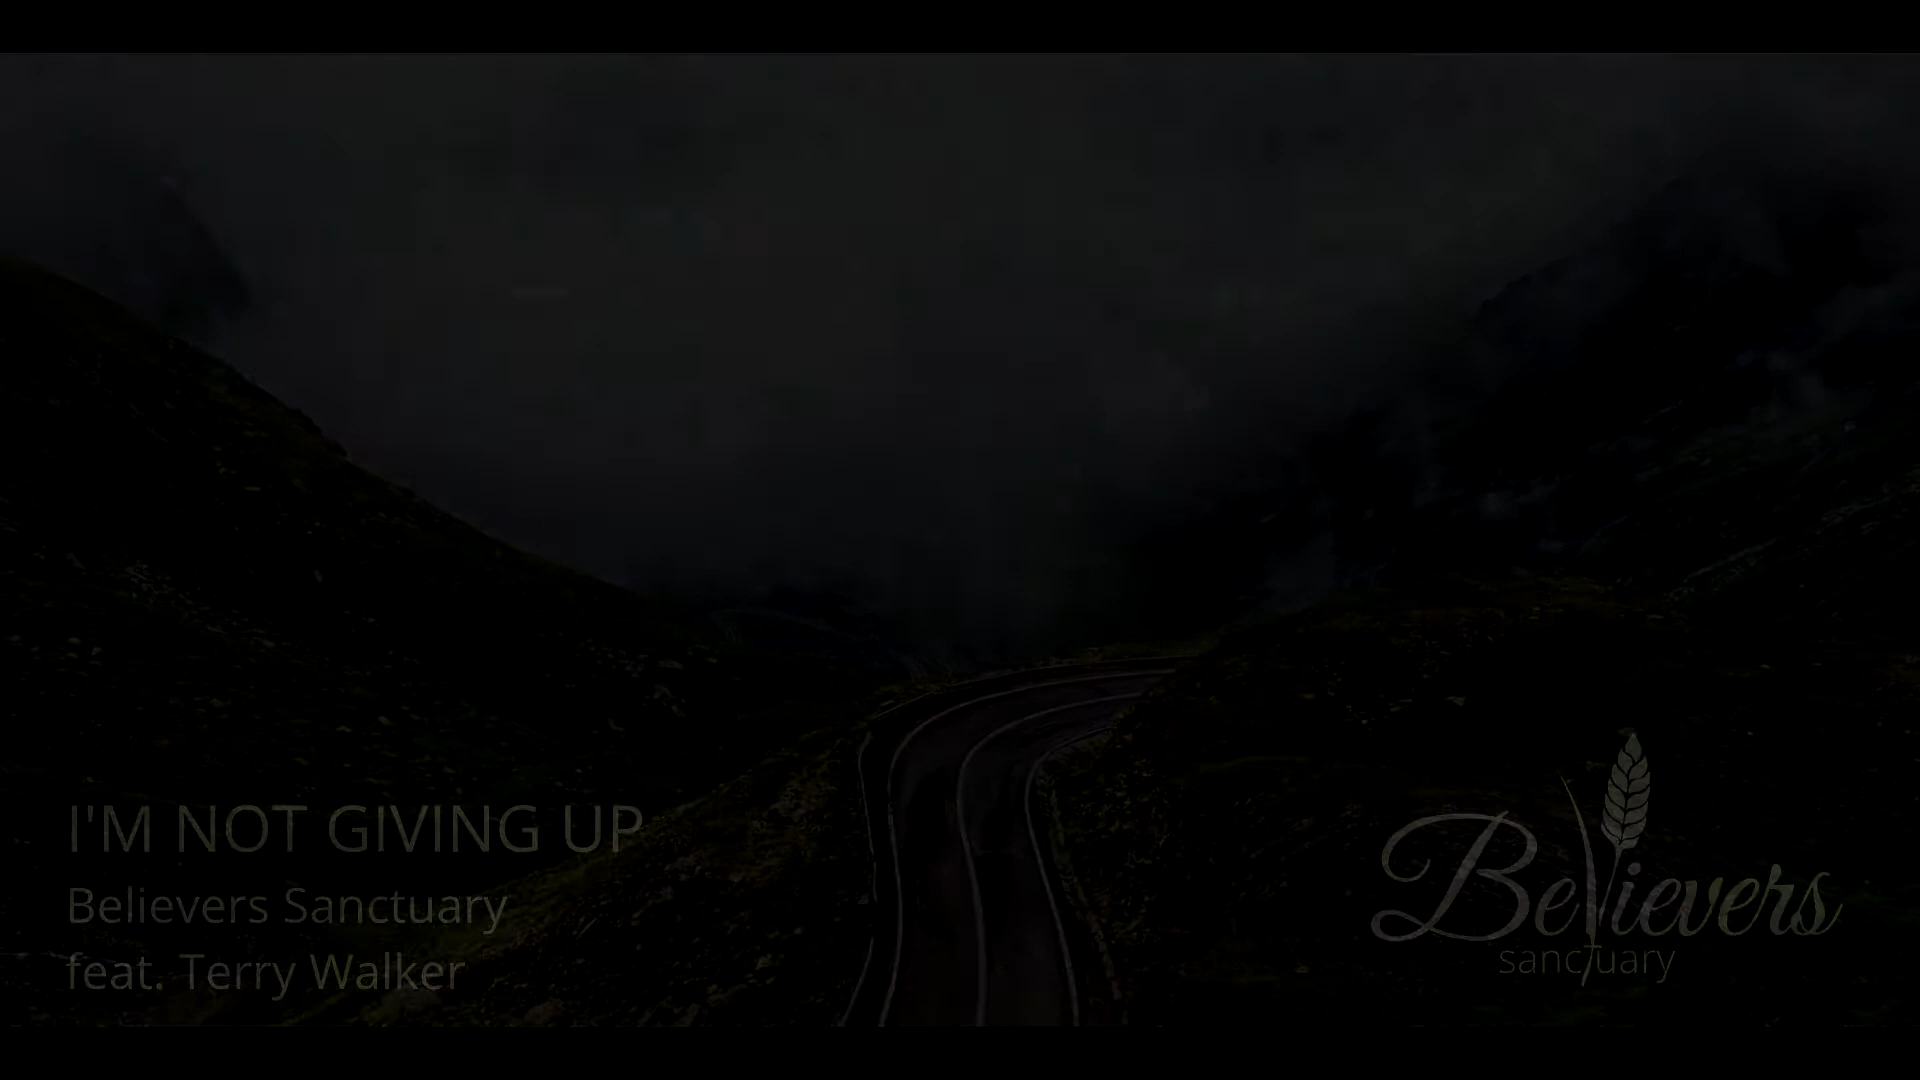 I'M NOT GIVING UP
Believers Sanctuary
feat. Terry Walker
Believers
sanctuary